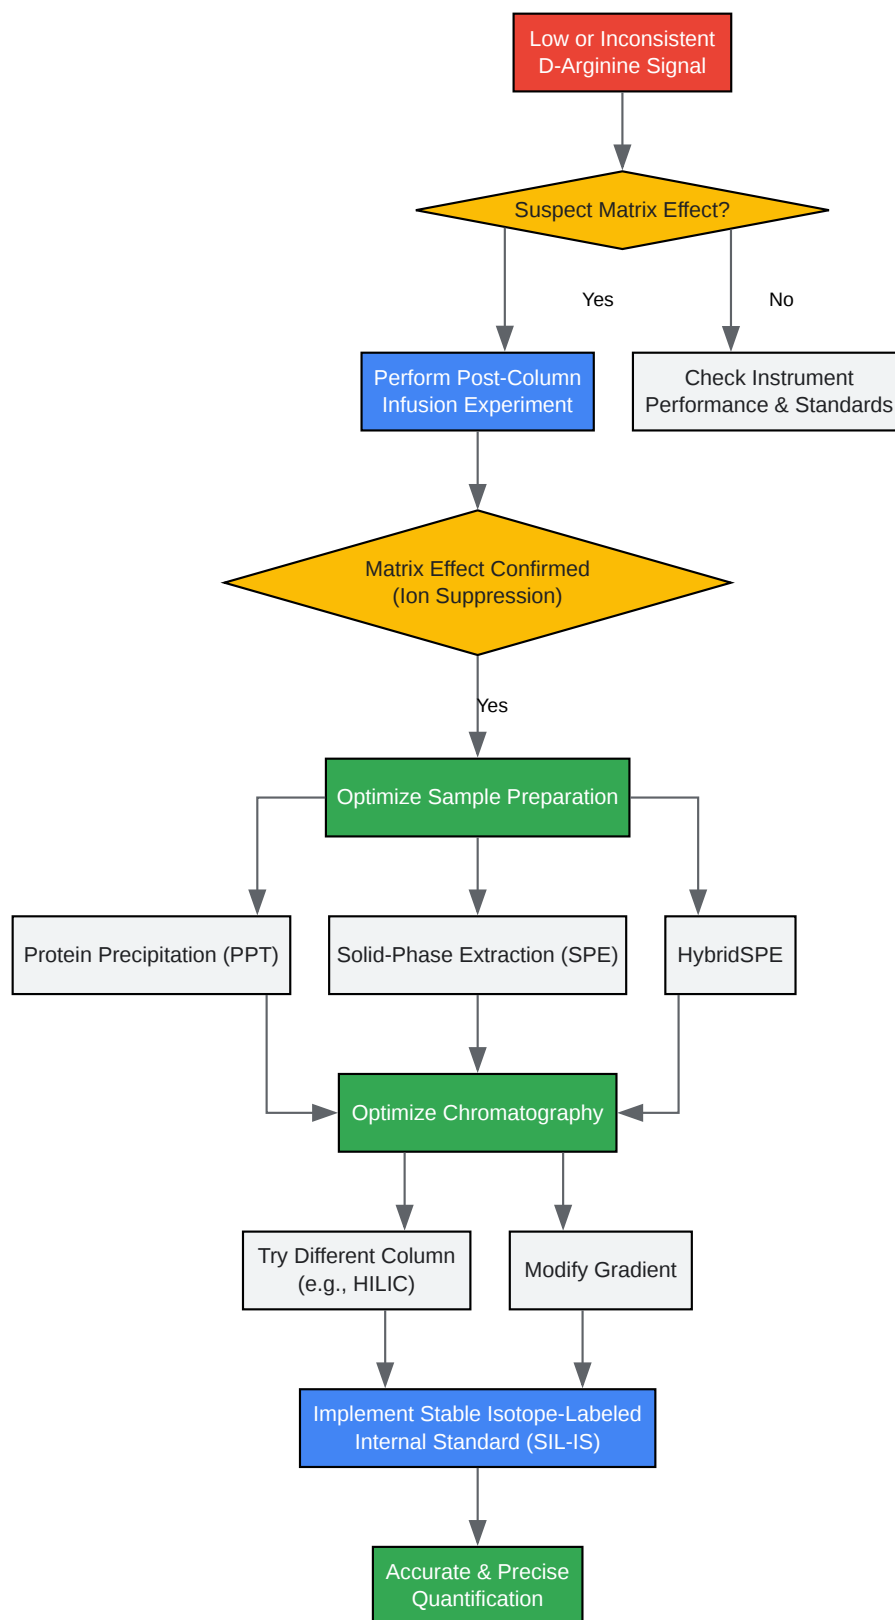 Low or Inconsistent
D-Arginine Signal
Suspect Matrix Effect?
Yes
No
Perform Post-Column
Infusion Experiment
Check Instrument
Performance & Standards
Matrix Effect Confirmed
(Ion Suppression)
Yes
Optimize Sample Preparation
Protein Precipitation (PPT)
Solid-Phase Extraction (SPE)
HybridSPE
Optimize Chromatography
Try Different Column
(e.g., HILIC)
Modify Gradient
Implement Stable Isotope-Labeled
Internal Standard (SIL-IS)
Accurate & Precise
Quantification